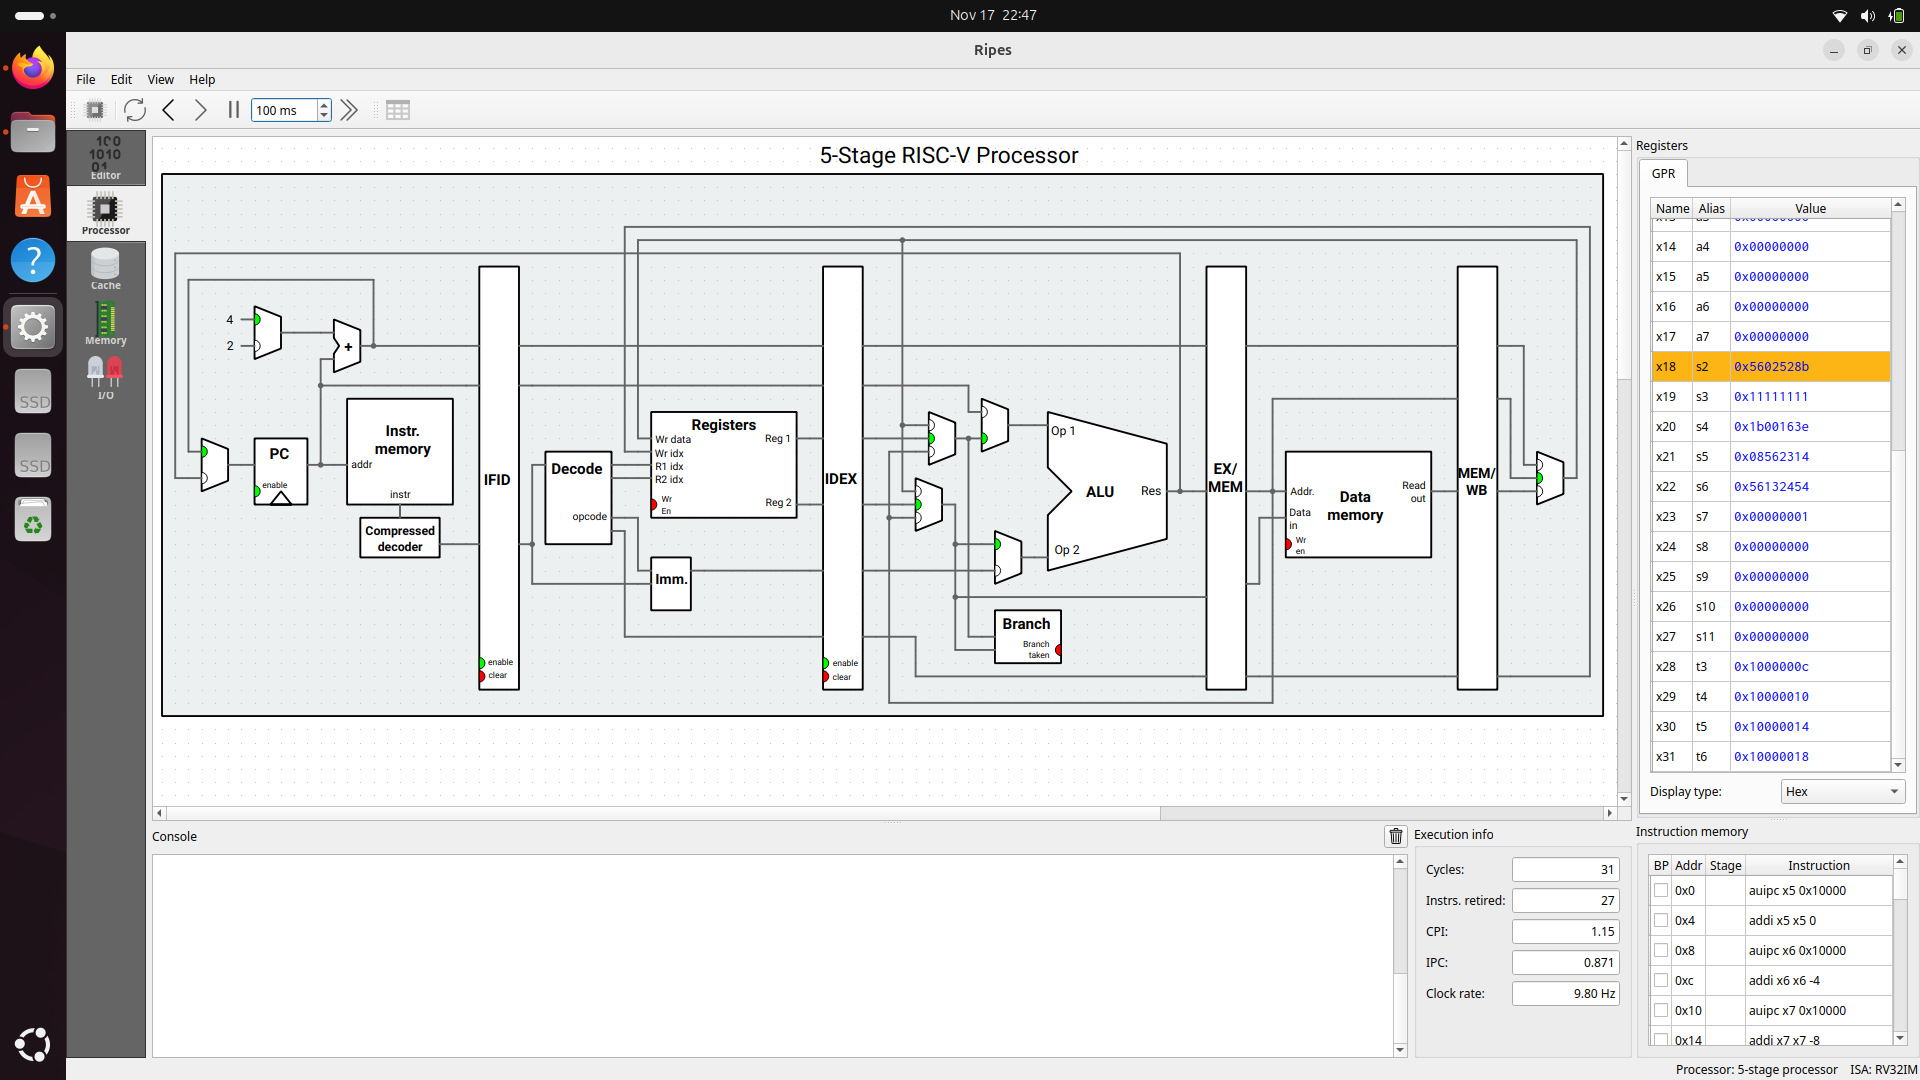 Nov 17 22:47
Ripes
File Edit View Help
100 ms
Editor
Processor
Cache
Memory
I/O
SSD
SSD
5-Stage RISC-V Processor
4
2
+
PC
enable
Instr. memory
addr
instr
Compressed decoder
IFID
enable
clear
Decode
opcode
Registers
Wr data
Wr idx
R1 idx
R2 idx
Wr En
Reg 1
Reg 2
Imm.
IDEX
enable
clear
Op 1
ALU
Res
Op 2
Branch
Branch taken
EX/ MEM
Addr.
Data in
Wr en
Data memory
Read out
MEM/ WB
Registers
GPR
Name Alias Value
x14 a4 0x00000000
x15 a5 0x00000000
x16 a6 0x00000000
x17 a7 0x00000000
x18 s2 0x5602528b
x19 s3 0x11111111
x20 s4 0x1b00163e
x21 s5 0x08562314
x22 s6 0x56132454
x23 s7 0x00000001
x24 s8 0x00000000
x25 s9 0x00000000
x26 s10 0x00000000
x27 s11 0x00000000
x28 t3 0x1000000c
x29 t4 0x10000010
x30 t5 0x10000014
x31 t6 0x10000018
Display type: Hex
Console
Execution info
Cycles: 31
Instrs. retired: 27
CPI: 1.15
IPC: 0.871
Clock rate: 9.80 Hz
Instruction memory
BP Addr Stage Instruction
0x0 auipc x5 0x10000
0x4 addi x5 x5 0
0x8 auipc x6 0x10000
0xc addi x6 x6 -4
0x10 auipc x7 0x10000
0x14 addi x7 x7 -8
Processor: 5-stage processor ISA: RV32IM